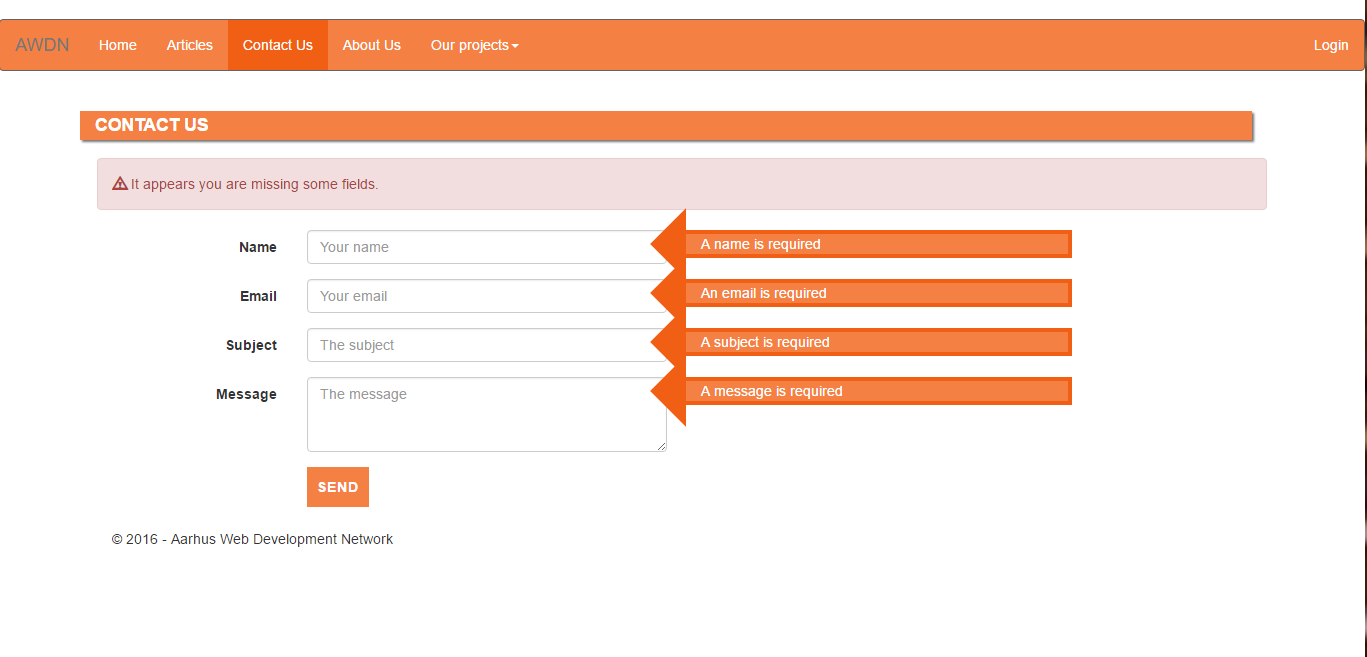 AWDN Home Articles Contact Us About Us Our projects Login
CONTACT US
It appears you are missing some fields.
Name Your name A name is required
Email Your email An email is required
Subject The subject A subject is required
Message The message A message is required
SEND
© 2016 - Aarhus Web Development Network